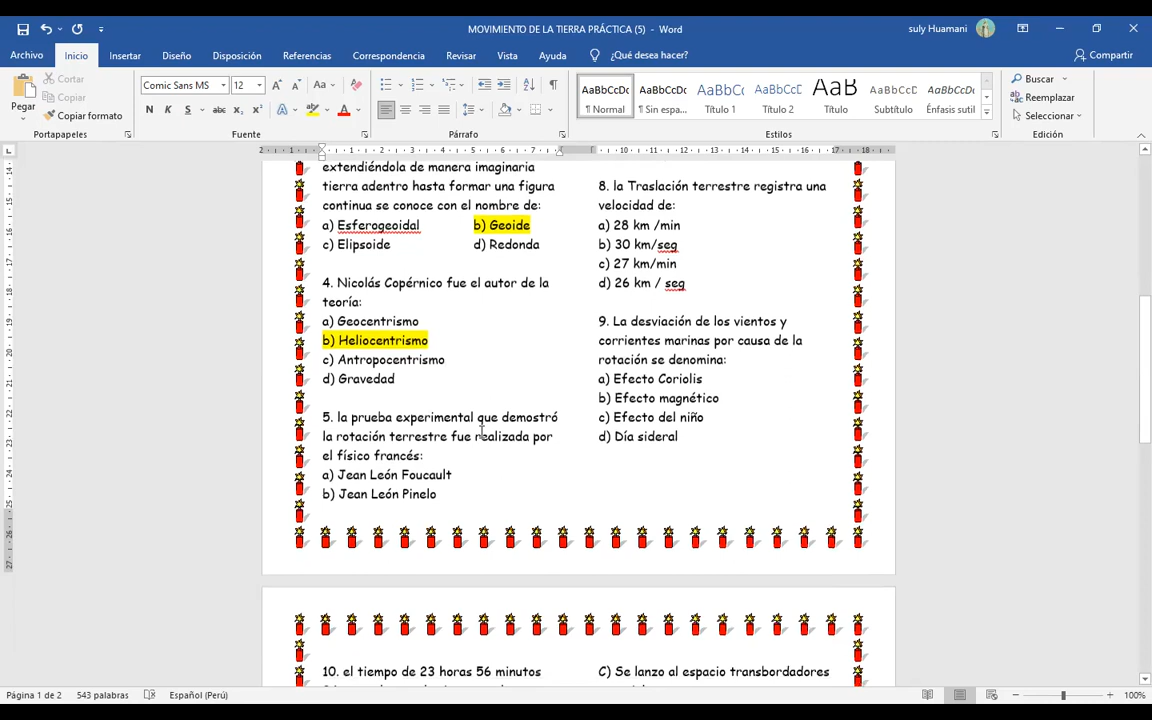 MOVIMIENTO DE LA TIERRA PRÁCTICA (5) - Word
suly Huamani
Archivo Inicio Insertar Diseño Disposición Referencias Correspondencia Revisar Vista Ayuda ¿Qué desea hacer? Compartir
Pegar
Cortar
Copiar
Copiar formato
Portapapeles
Comic Sans MS 12
N K S abc x₂ x²
Fuente
Párrafo
AaBbCcDc AaBbCcDc AaBbCc AaBbCcD AaB AaBbCcD AaBbCcDc
¶ Normal ¶ Sin espa... Título 1 Título 2 Título Subtítulo Énfasis sutil
Estilos
Buscar
Reemplazar
Seleccionar
Edición
extendiéndola de manera imaginaria
tierra adentro hasta formar una figura
continua se conoce con el nombre de:
a) Esferogeoidal b) Geoide
c) Elipsoide d) Redonda
4. Nicolás Copérnico fue el autor de la
teoría:
a) Geocentrismo
b) Heliocentrismo
c) Antropocentrismo
d) Gravedad
5. la prueba experimental que demostró
la rotación terrestre fue realizada por
el físico francés:
a) Jean León Foucault
b) Jean León Pinelo
8. la Traslación terrestre registra una
velocidad de:
a) 28 km /min
b) 30 km/seg
c) 27 km/min
d) 26 km / seg
9. La desviación de los vientos y
corrientes marinas por causa de la
rotación se denomina:
a) Efecto Coriolis
b) Efecto magnético
c) Efecto del niño
d) Día sideral
10. el tiempo de 23 horas 56 minutos
C) Se lanzo al espacio transbordadores
Página 1 de 2 543 palabras Español (Perú) 100%